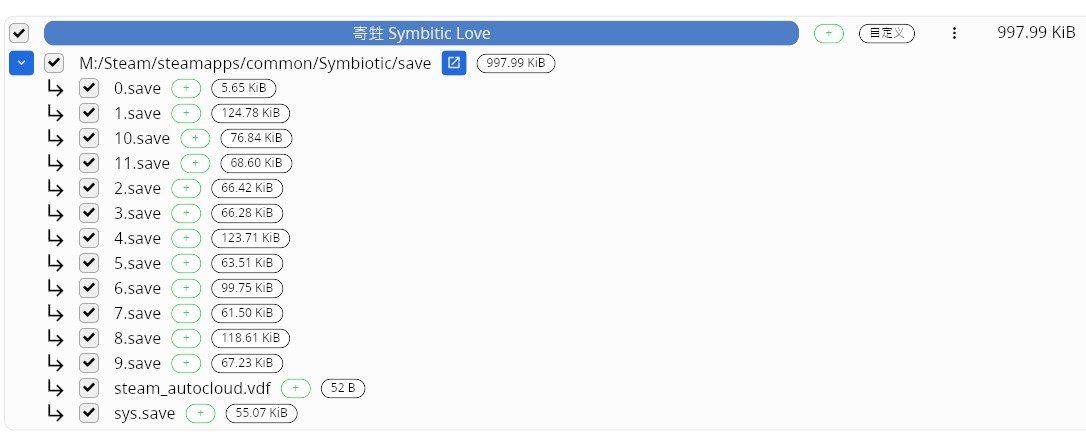 寄甡 Symbitic Love + 自定义 997.99 KiB
M:/Steam/steamapps/common/Symbiotic/save 997.99 KiB
0.save + 5.65 KiB
1.save + 124.78 KiB
10.save + 76.84 KiB
11.save + 68.60 KiB
2.save + 66.42 KiB
3.save + 66.28 KiB
4.save + 123.71 KiB
5.save + 63.51 KiB
6.save + 99.75 KiB
7.save + 61.50 KiB
8.save + 118.61 KiB
9.save + 67.23 KiB
steam_autocloud.vdf + 52 B
sys.save + 55.07 KiB